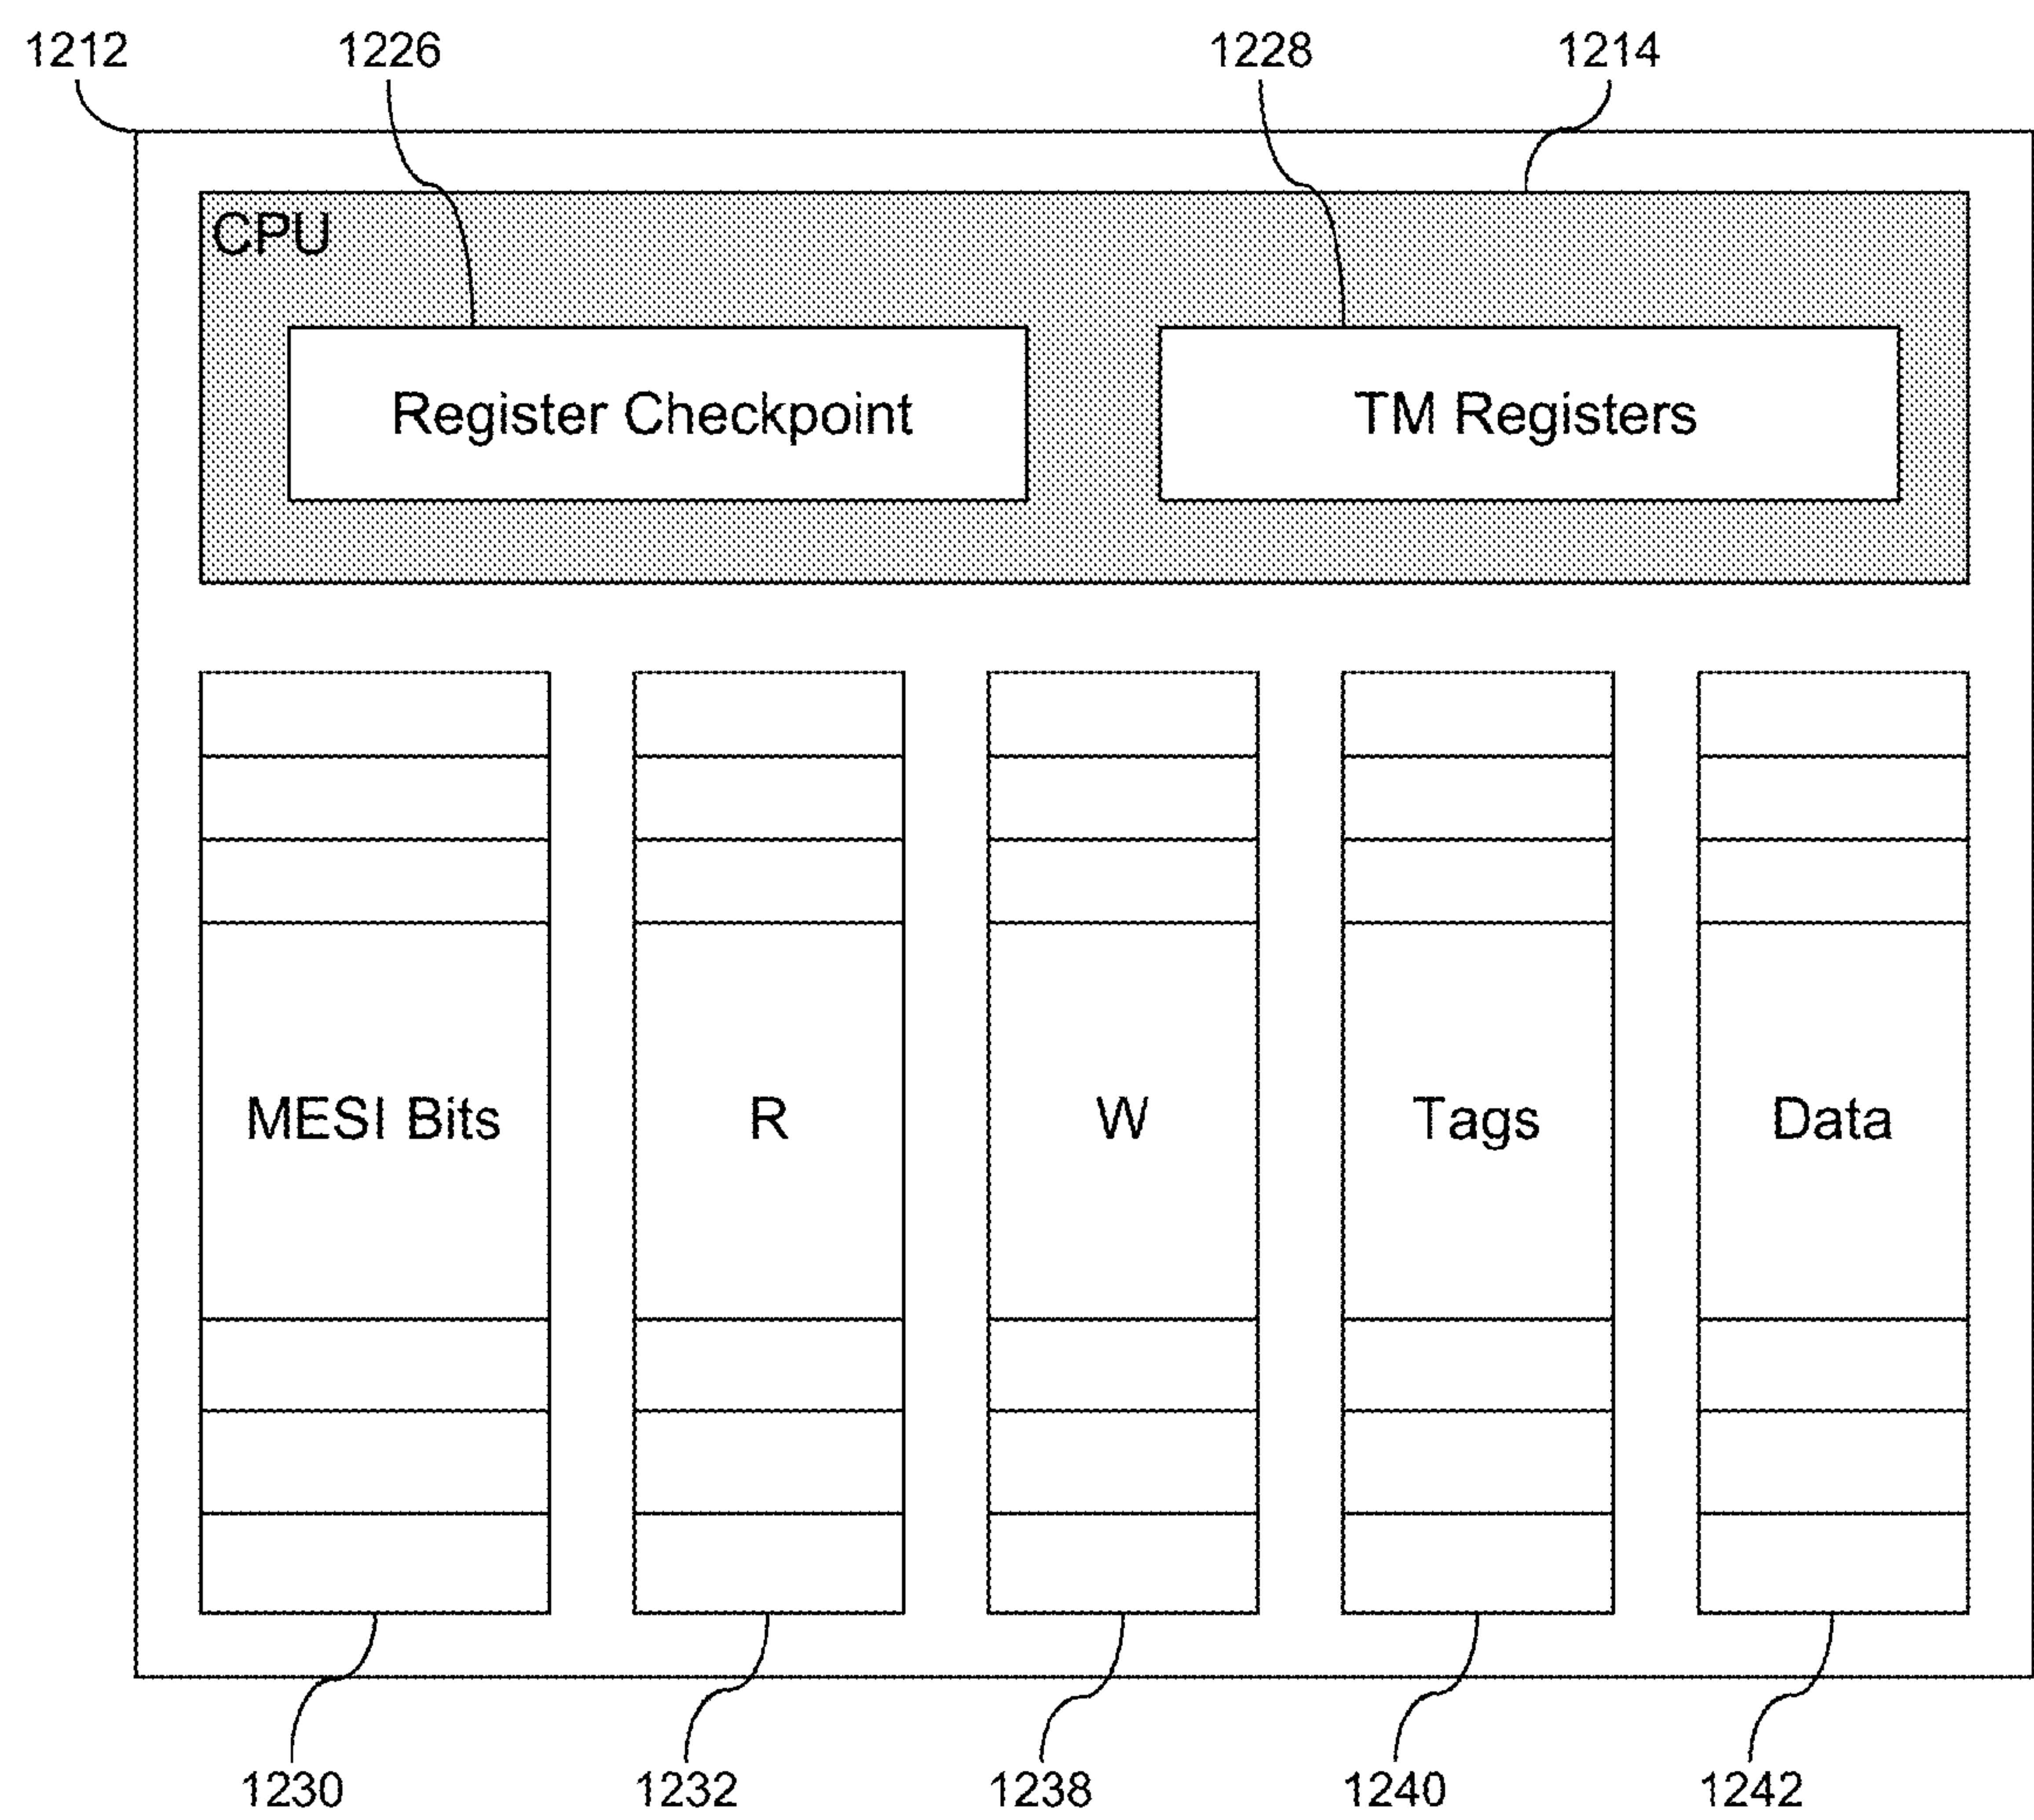 1212 1226 1228 1214
CPU
Register Checkpoint TM Registers
MESI Bits R W Tags Data
1230 1232 1238 1240 1242